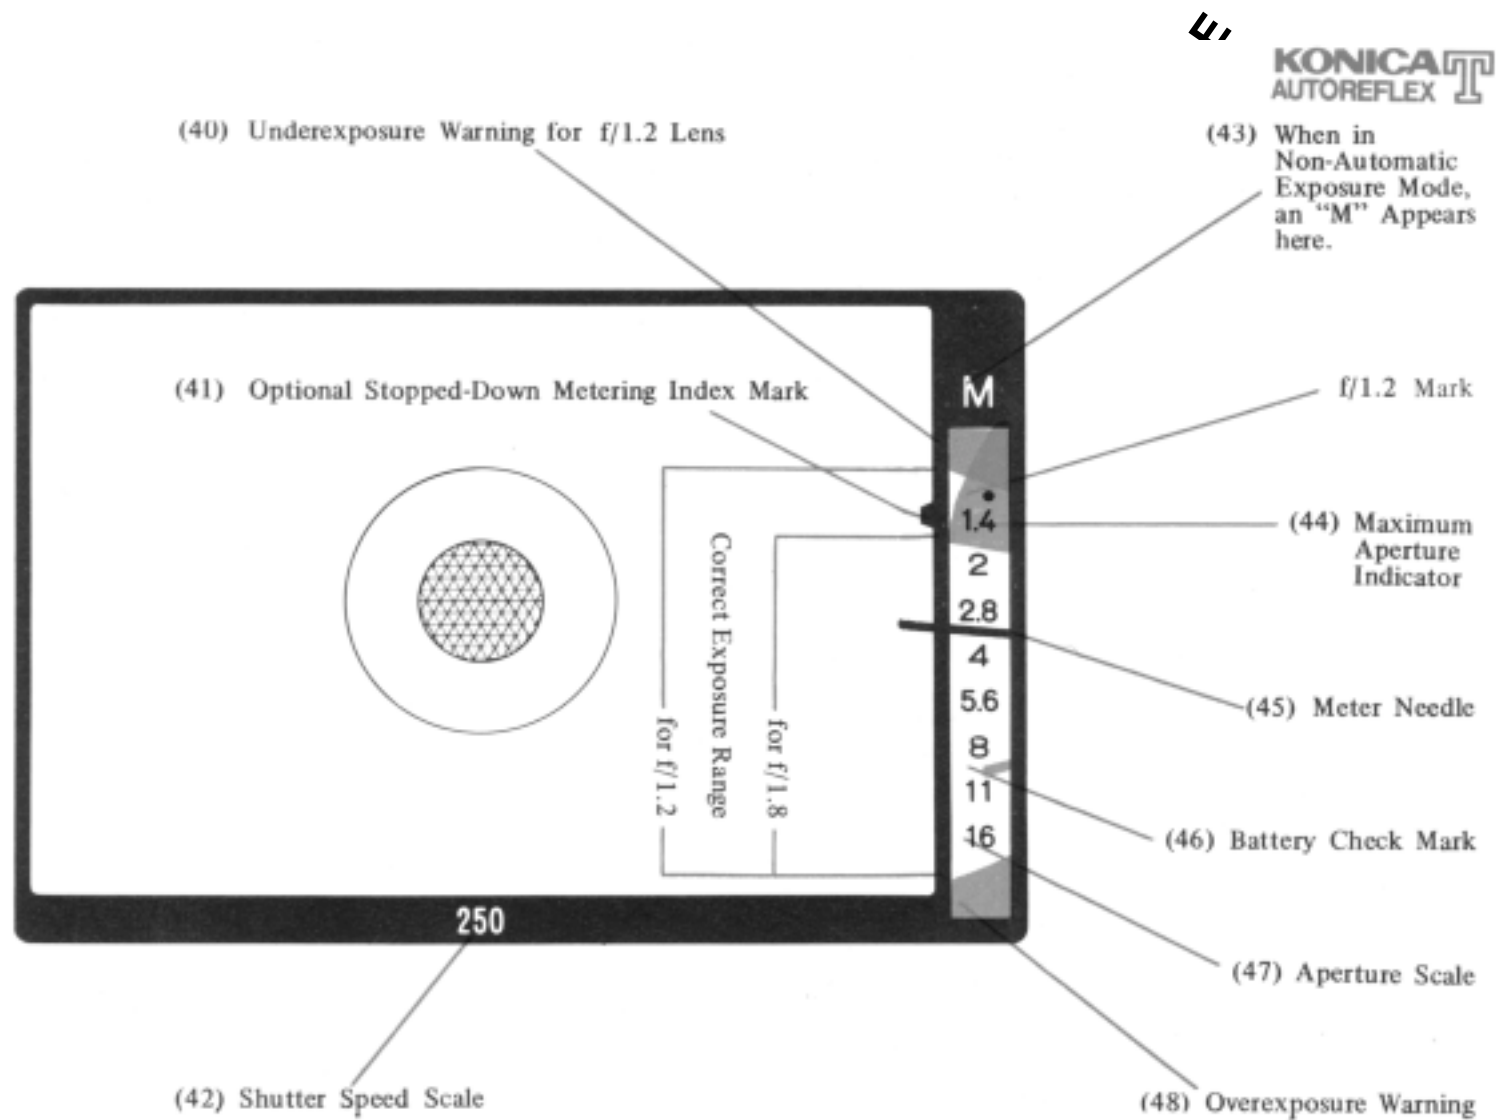 KONICA T
AUTOREFLEX
(40) Underexposure Warning for f/1.2 Lens
(43) When in
Non-Automatic
Exposure Mode,
an “M” Appears
here.
(41) Optional Stopped-Down Metering Index Mark
M
f/1.2 Mark
1.4
(44) Maximum
Aperture
Indicator
2
2.8
4
5.6
8
11
16
Correct Exposure Range
for f/1.2
for f/1.8
(45) Meter Needle
(46) Battery Check Mark
250
(47) Aperture Scale
(42) Shutter Speed Scale
(48) Overexposure Warning